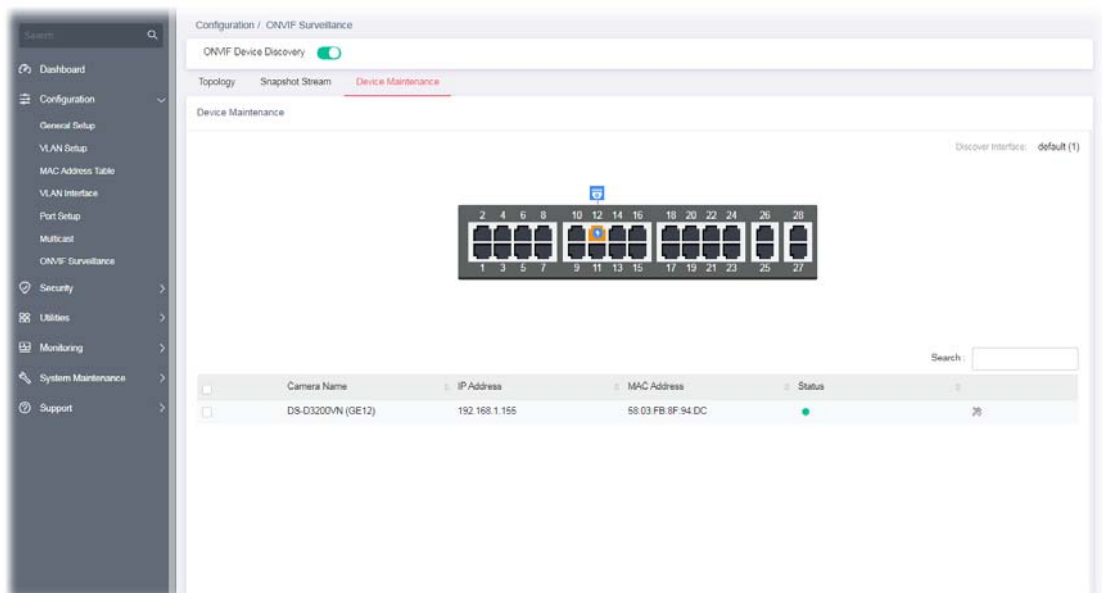 Configuration / ONVIF Surveillance
Search
ONVIF Device Discovery
Dashboard
Configuration
General Setup
VLAN Setup
MAC Address Table
VLAN Interface
Port Setup
Multicast
ONVIF Surveillance
Security
Utilities
Monitoring
System Maintenance
Support
Topology Snapshot Stream Device Maintenance
Device Maintenance
Discover Interface: default (1)
2 4 6 8 10 12 14 16 18 20 22 24 26 28
1 3 5 7 9 11 13 15 17 19 21 23 25 27
Search :
Camera Name IP Address MAC Address Status
DS-D3200VN (GE12) 192.168.1.155 58:03:FB:8F:94:DC